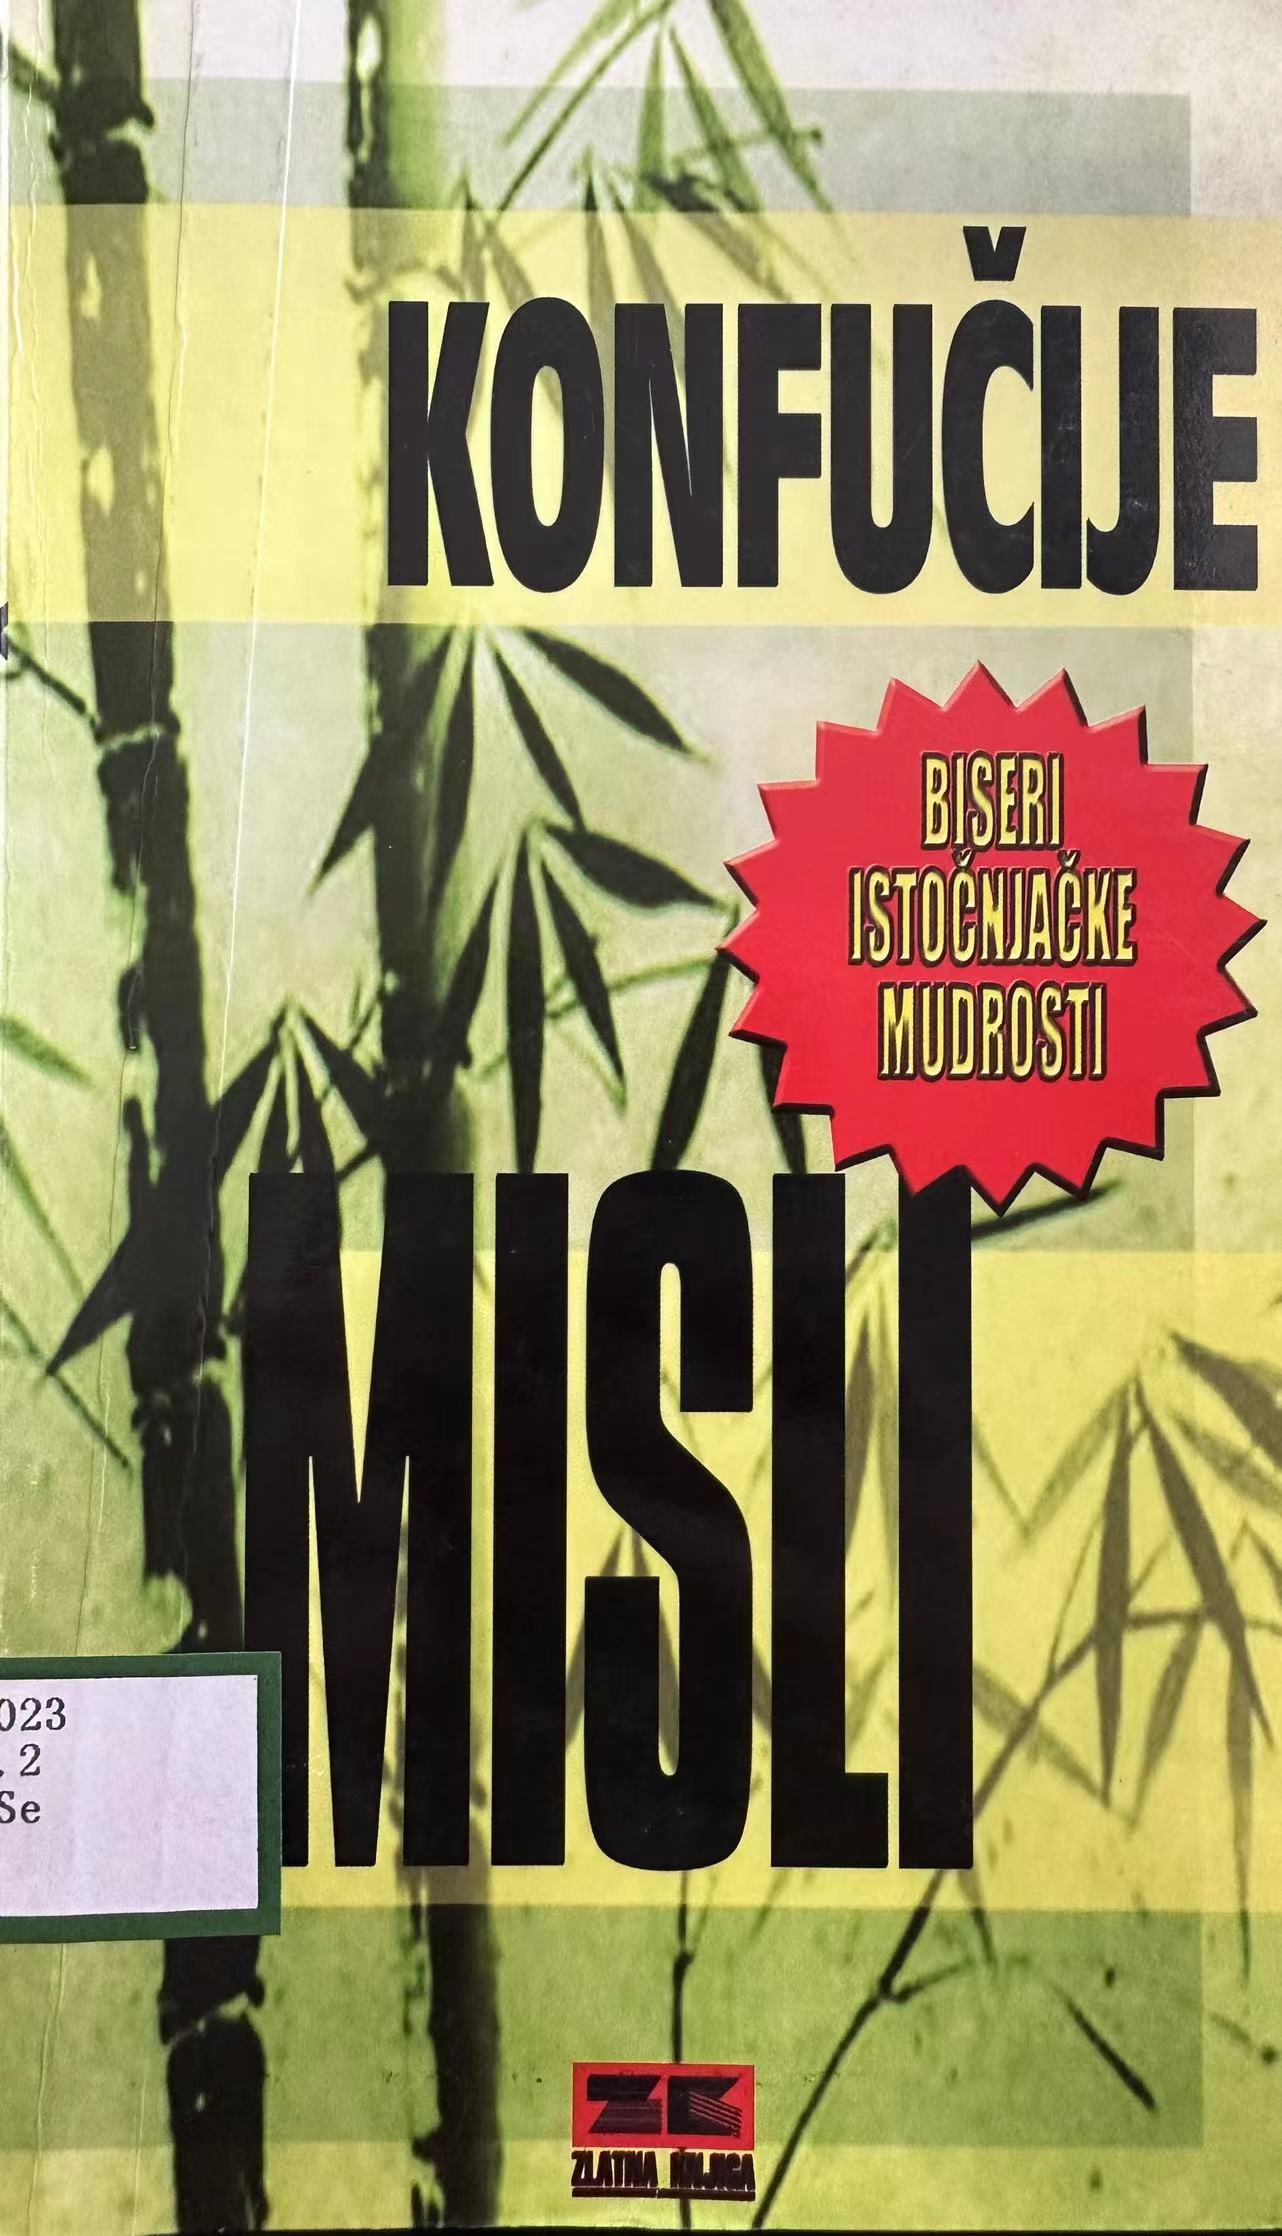 KONFUČIJE
BISERI
ISTOČNJAČKE
MUDROSTI
MISLI
023
.2
Se
ZLATNA KNJIGA